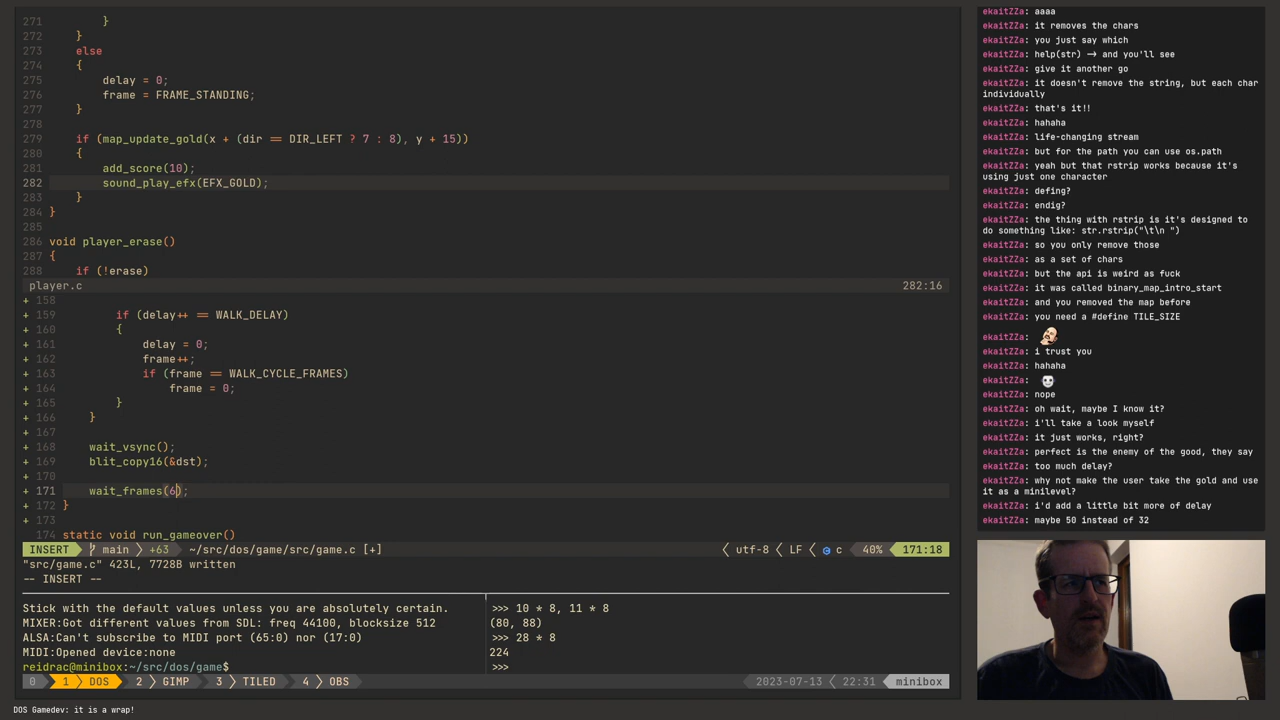 271         }
272     }
273     else
274     {
275         delay = 0;
276         frame = FRAME_STANDING;
277     }
278
279     if (map_update_gold(x + (dir == DIR_LEFT ? 7 : 8), y + 15))
280     {
281         add_score(10);
282         sound_play_efx(EFX_GOLD);
283     }
284 }
285
286 void player_erase()
287 {
288     if (!erase)
player.c 282:16
+ 158
+ 159         if (delay++ == WALK_DELAY)
+ 160         {
+ 161             delay = 0;
+ 162             frame++;
+ 163             if (frame == WALK_CYCLE_FRAMES)
+ 164                 frame = 0;
+ 165         }
+ 166     }
+ 167
+ 168     wait_vsync();
+ 169     blit_copy16(&dst);
+ 170
+ 171     wait_frames(6);
+ 172 }
+ 173
174 static void run_gameover()
INSERT main +63 ~/src/dos/game/src/game.c [+] utf-8 LF c 40% 171:18
"src/game.c" 423L, 7728B written
-- INSERT --
Stick with the default values unless you are absolutely certain.
MIXER:Got different values from SDL: freq 44100, blocksize 512
ALSA:Can't subscribe to MIDI port (65:0) nor (17:0)
MIDI:Opened device:none
reidrac@minibox:~/src/dos/game$
>>> 10 * 8, 11 * 8
(80, 88)
>>> 28 * 8
224
>>>
0 1 DOS 2 GIMP 3 TILED 4 OBS 2023-07-13 22:31 minibox
DOS Gamedev: it is a wrap!
ekaitZZa: aaaa
ekaitZZa: it removes the chars
ekaitZZa: you just say which
ekaitZZa: help(str) → and you'll see
ekaitZZa: give it another go
ekaitZZa: it doesn't remove the string, but each char
individually
ekaitZZa: that's it!!
ekaitZZa: hahaha
ekaitZZa: life-changing stream
ekaitZZa: but for the path you can use os.path
ekaitZZa: yeah but that rstrip works because it's
using just one character
ekaitZZa: defing?
ekaitZZa: endig?
ekaitZZa: the thing with rstrip is it's designed to
do something like: str.rstrip("\t\n ")
ekaitZZa: so you only remove those
ekaitZZa: as a set of chars
ekaitZZa: but the api is weird as fuck
ekaitZZa: it was called binary_map_intro_start
ekaitZZa: and you removed the map before
ekaitZZa: you need a #define TILE_SIZE
ekaitZZa:
ekaitZZa: i trust you
ekaitZZa: hahaha
ekaitZZa:
ekaitZZa: nope
ekaitZZa: oh wait, maybe I know it?
ekaitZZa: i'll take a look myself
ekaitZZa: it just works, right?
ekaitZZa: perfect is the enemy of the good, they say
ekaitZZa: too much delay?
ekaitZZa: why not make the user take the gold and use
it as a minilevel?
ekaitZZa: i'd add a little bit more of delay
ekaitZZa: maybe 50 instead of 32